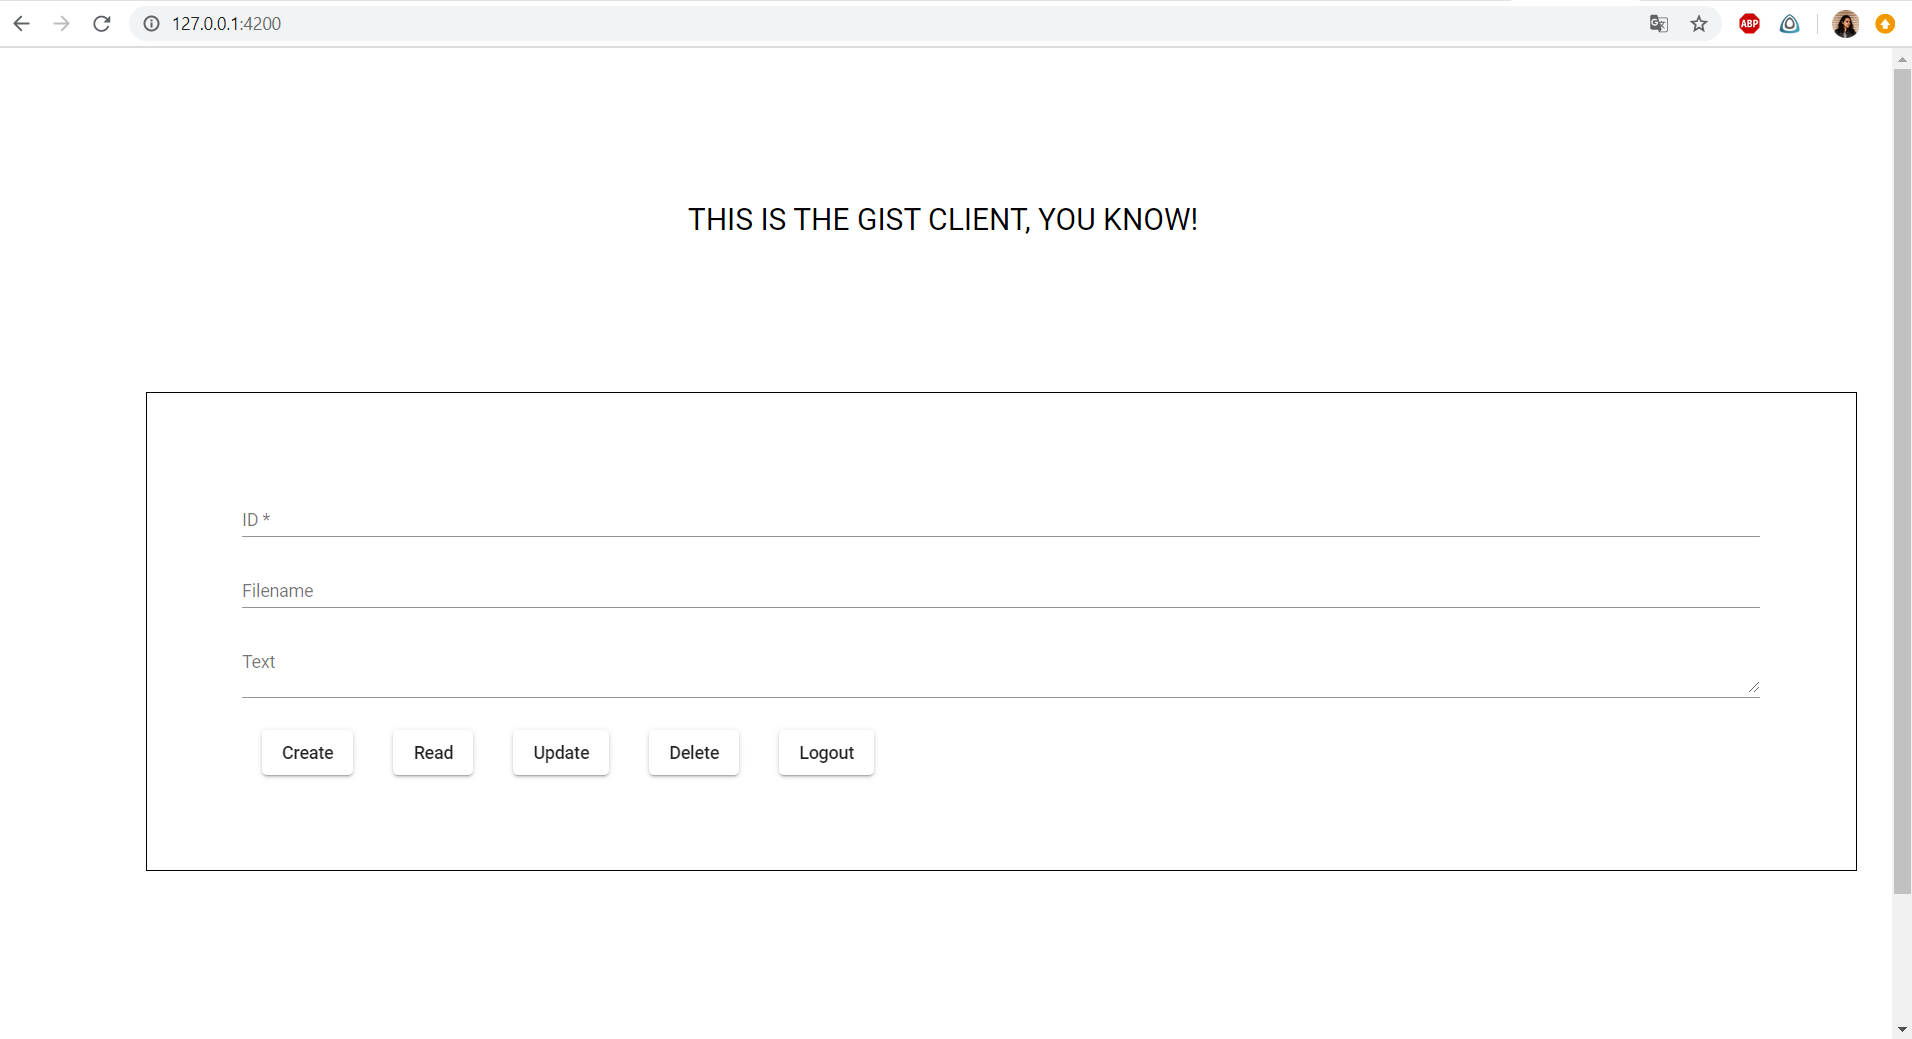 127.0.0.1:4200
ABP
THIS IS THE GIST CLIENT, YOU KNOW!
ID *
Filename
Text
Create Read Update Delete Logout